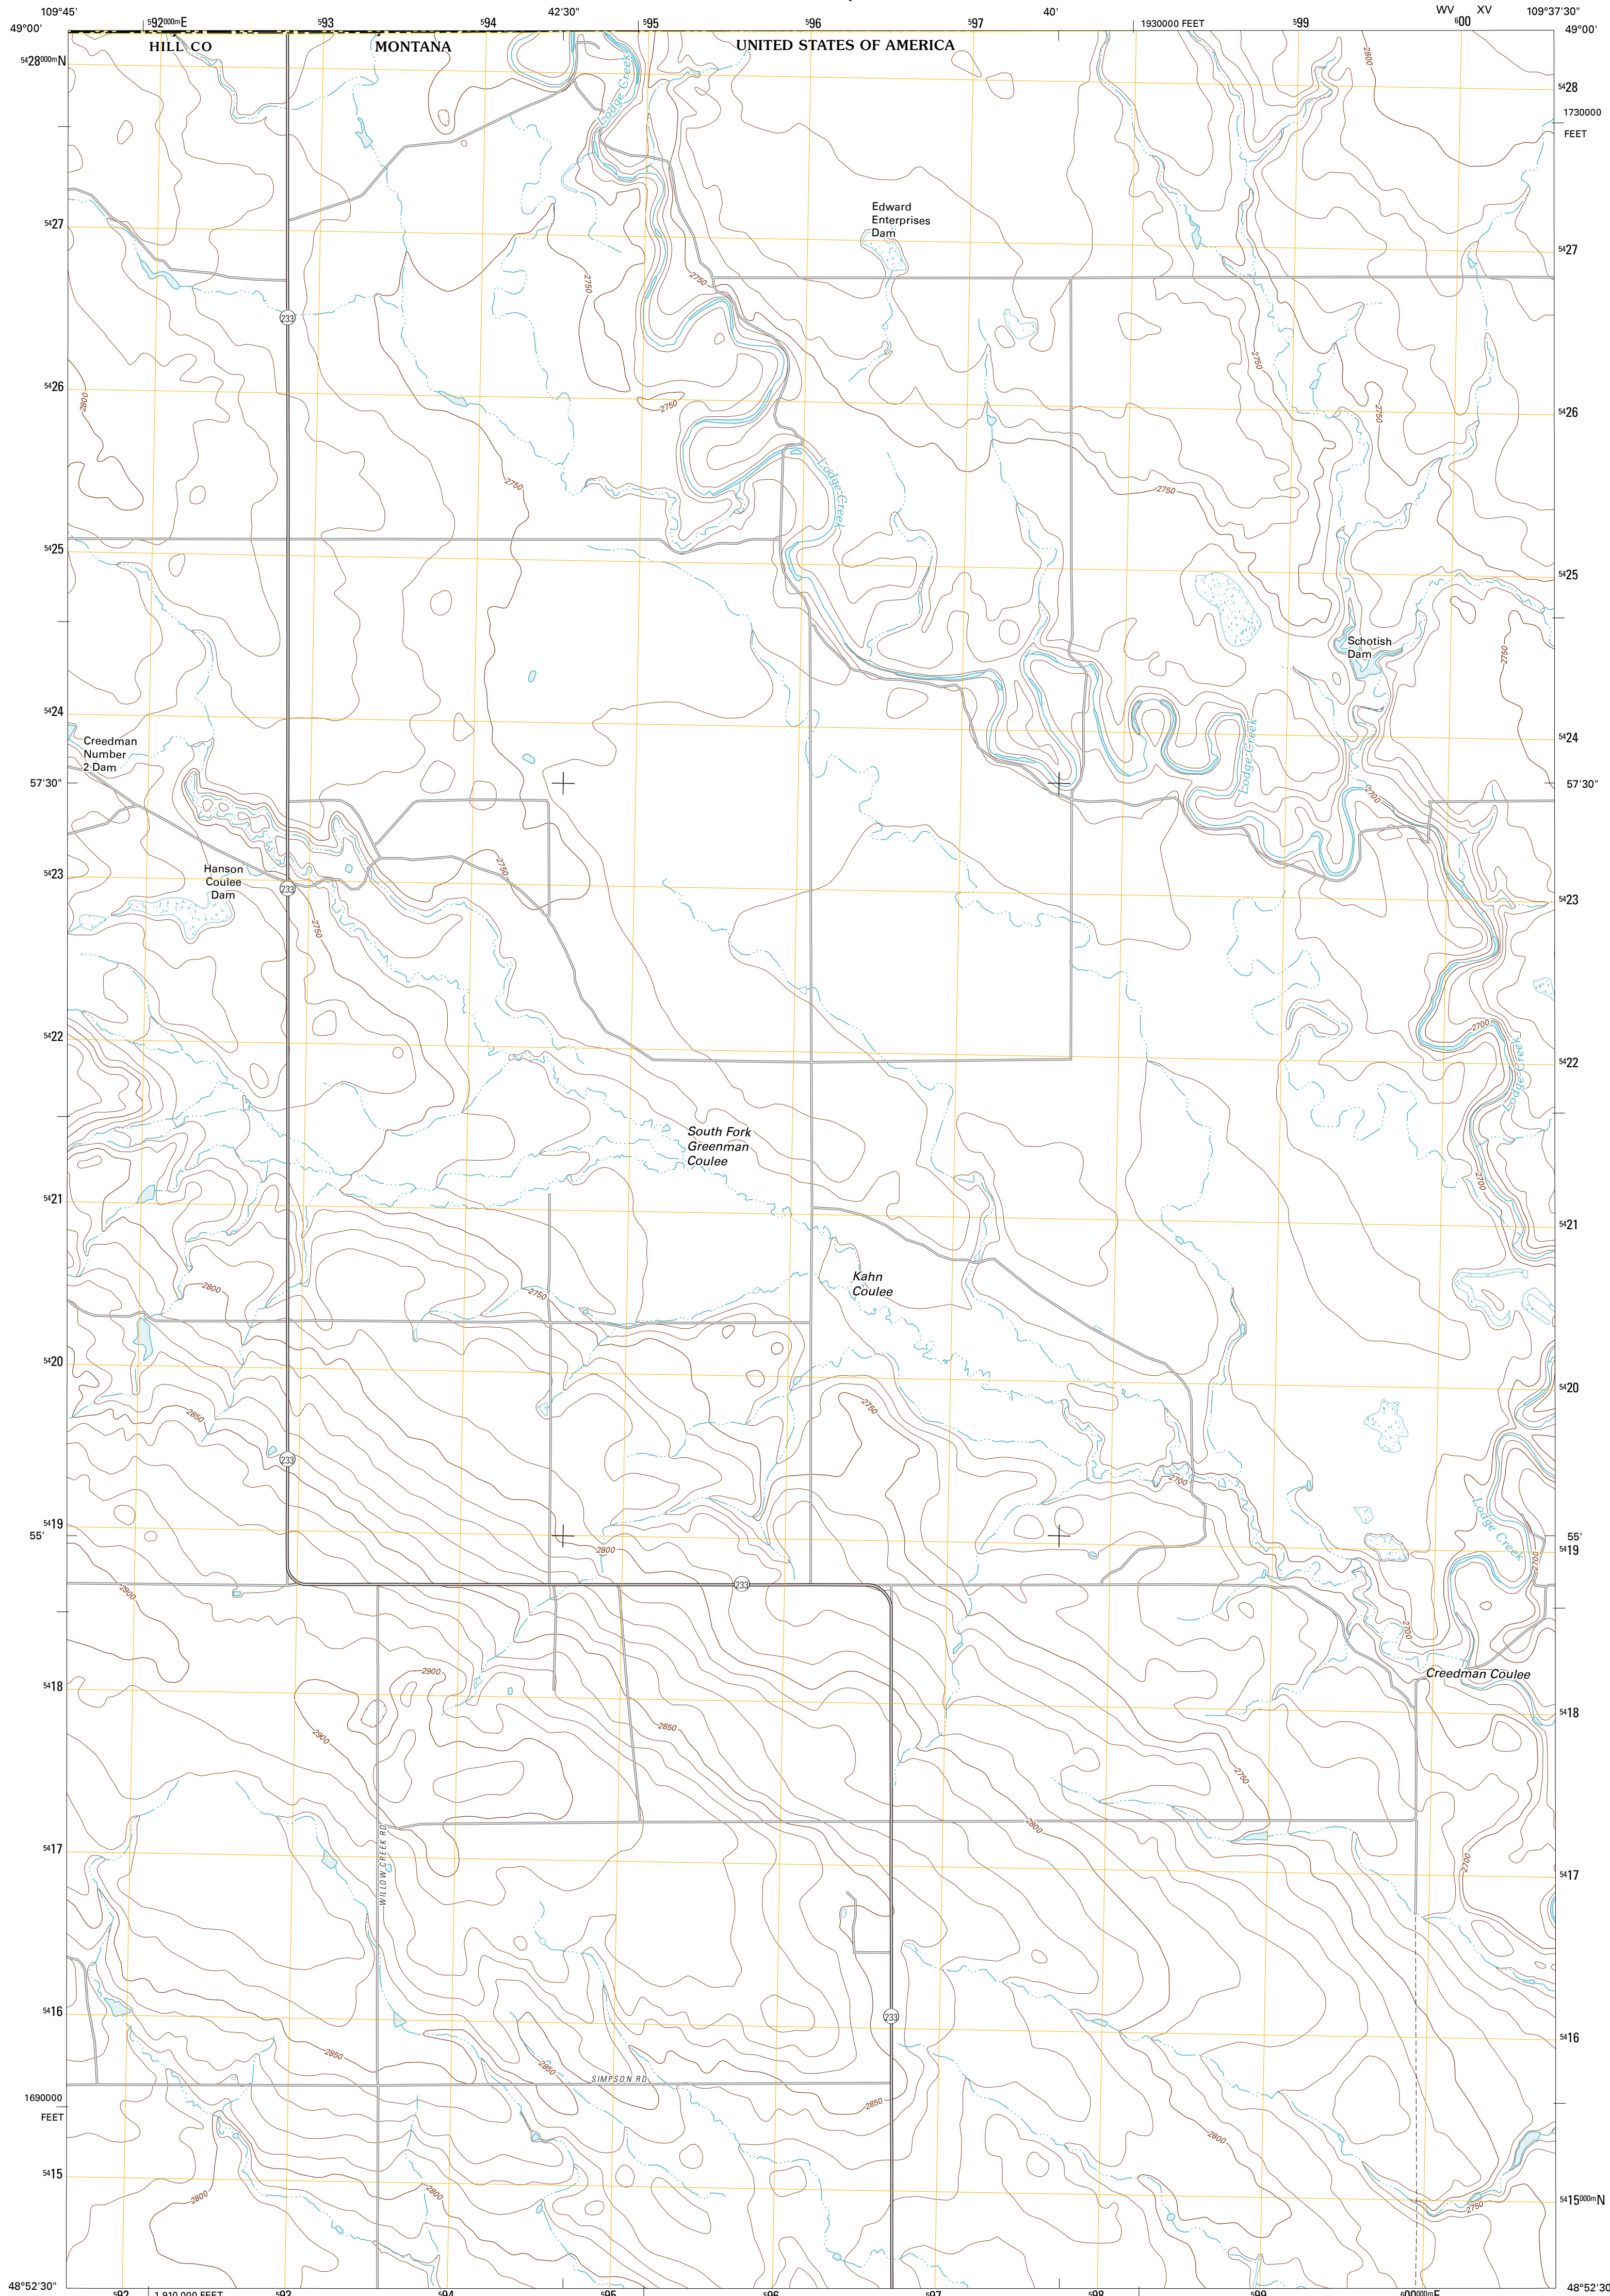 109°45'
⁵92⁰⁰⁰ᵐE
⁵93
⁵94
42'30"
⁵95
⁵96
⁵97
40'
1930000 FEET
⁵99
WV
XV
⁶00
109°37'30"
49°00'
49°00'
HILL CO
MONTANA
UNITED STATES OF AMERICA
⁵⁴28⁰⁰⁰ᵐN
⁵⁴28
2800
Lodge Creek
1730000
FEET
Edward
Enterprises
Dam
⁵⁴27
⁵⁴27
2750
2750
233
2750
⁵⁴26
⁵⁴26
2800
2750
2750
Lodge Creek
2750
2750
⁵⁴25
⁵⁴25
Schotish
Dam
2750
⁵⁴24
⁵⁴24
Creedman
Number
2 Dam
Lodge Creek
57'30"
57'30"
2700
2750
Hanson
Coulee
Dam
⁵⁴23
233
⁵⁴23
2750
⁵⁴22
2700
⁵⁴22
Lodge Creek
South Fork
Greenman
Coulee
2700
⁵⁴21
⁵⁴21
Kahn
Coulee
2800
2750
⁵⁴20
⁵⁴20
2750
2850
233
2700
Lodge Creek
⁵⁴19
55'
55'
⁵⁴19
2800
2700
233
2900
2700
2900
Creedman Coulee
⁵⁴18
⁵⁴18
2850
2900
2750
2800
WILLOW CREEK RD
⁵⁴17
⁵⁴17
2700
⁵⁴16
233
⁵⁴16
2850
2850
SIMPSON RD
2850
1690000
FEET
2800
⁵⁴15
2800
2800
2750
⁵⁴15⁰⁰⁰ᵐN
48°52'30"
⁵92
1 910 000 FEET
⁵93
⁵94
⁵95
⁵96
⁵97
⁵98
⁵99
⁶00⁰⁰⁰ᵐE
48°52'30